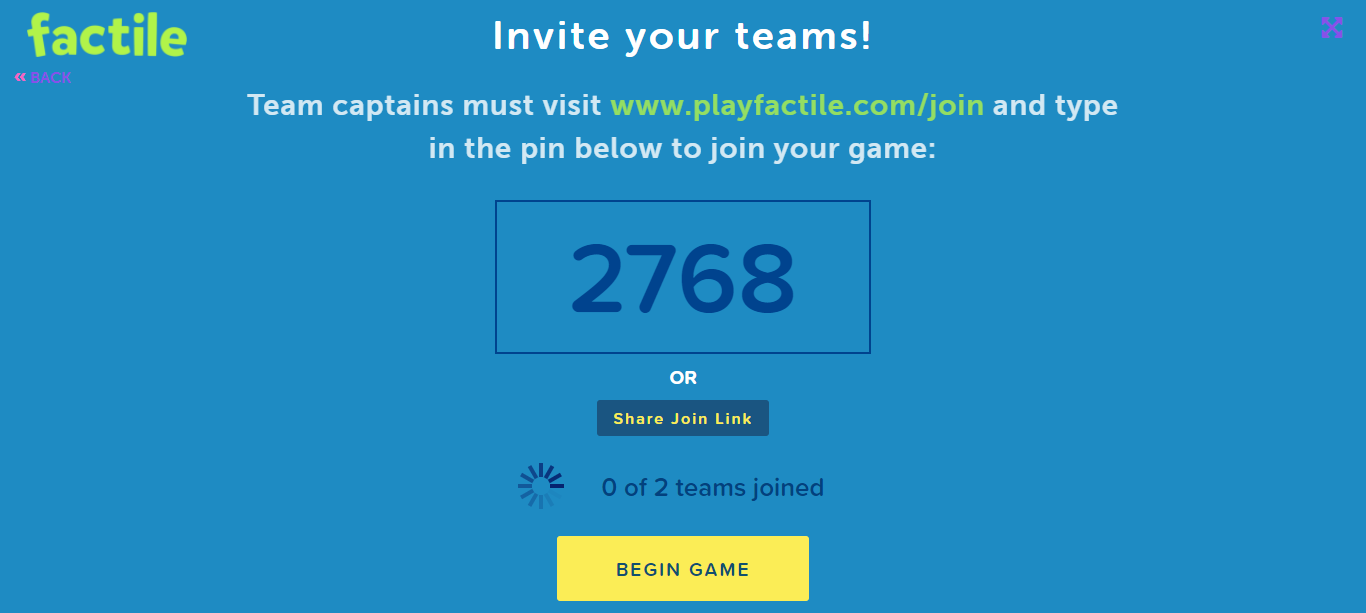 factile
Invite your teams!
« BACK
Team captains must visit www.playfactile.com/join and type
in the pin below to join your game:
2768
OR
Share Join Link
0 of 2 teams joined
BEGIN GAME